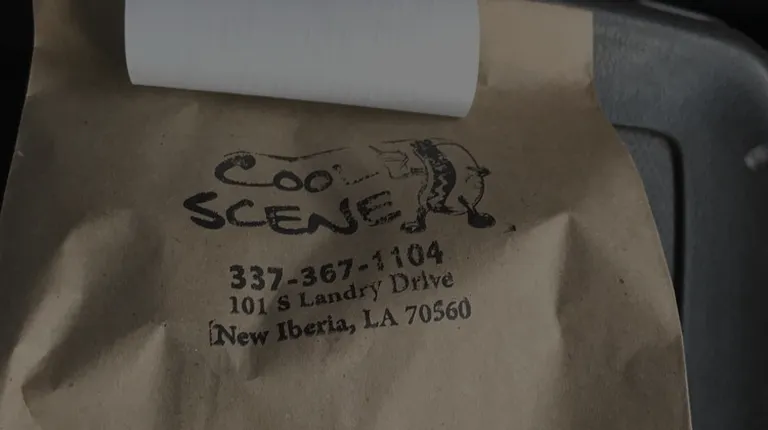 COOL
SCENE
337-367-1104
101 S Landry Drive
New Iberia, LA 70560